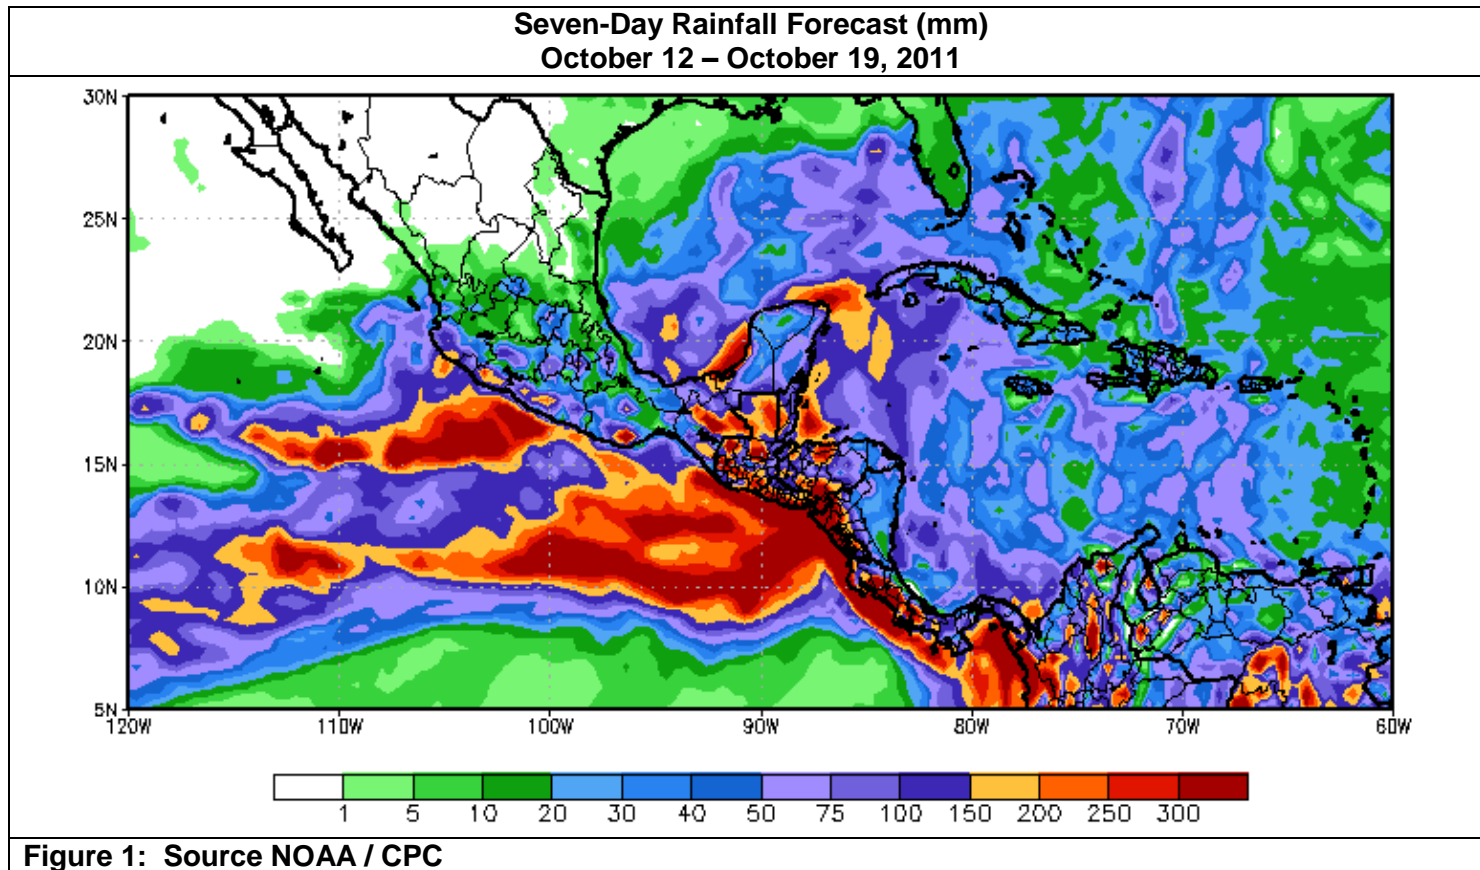 Seven-Day Rainfall Forecast (mm)
October 12 – October 19, 2011
30N
25N
20N
15N
10N
5N
120W 110W 100W 90W 80W 70W 60W
1 5 10 20 30 40 50 75 100 150 200 250 300
Figure 1: Source NOAA / CPC